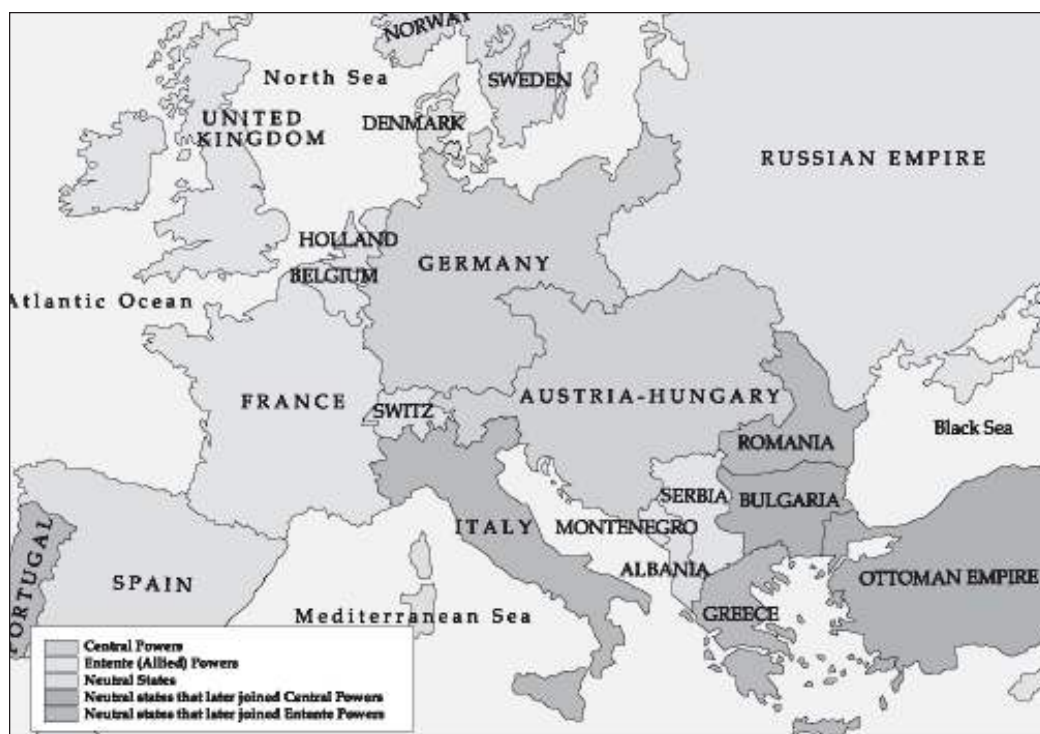 NORWAY
North Sea
SWEDEN
UNITED
KINGDOM
DENMARK
RUSSIAN EMPIRE
HOLLAND
BELGIUM
GERMANY
Atlantic Ocean
FRANCE
SWITZ
AUSTRIA-HUNGARY
Black Sea
ROMANIA
SERBIA
BULGARIA
ITALY
MONTENEGRO
PORTUGAL
SPAIN
ALBANIA
OTTOMAN EMPIRE
Mediterranean Sea
GREECE
Central Powers
Entente (Allied) Powers
Neutral States
Neutral states that later joined Central Powers
Neutral states that later joined Entente Powers